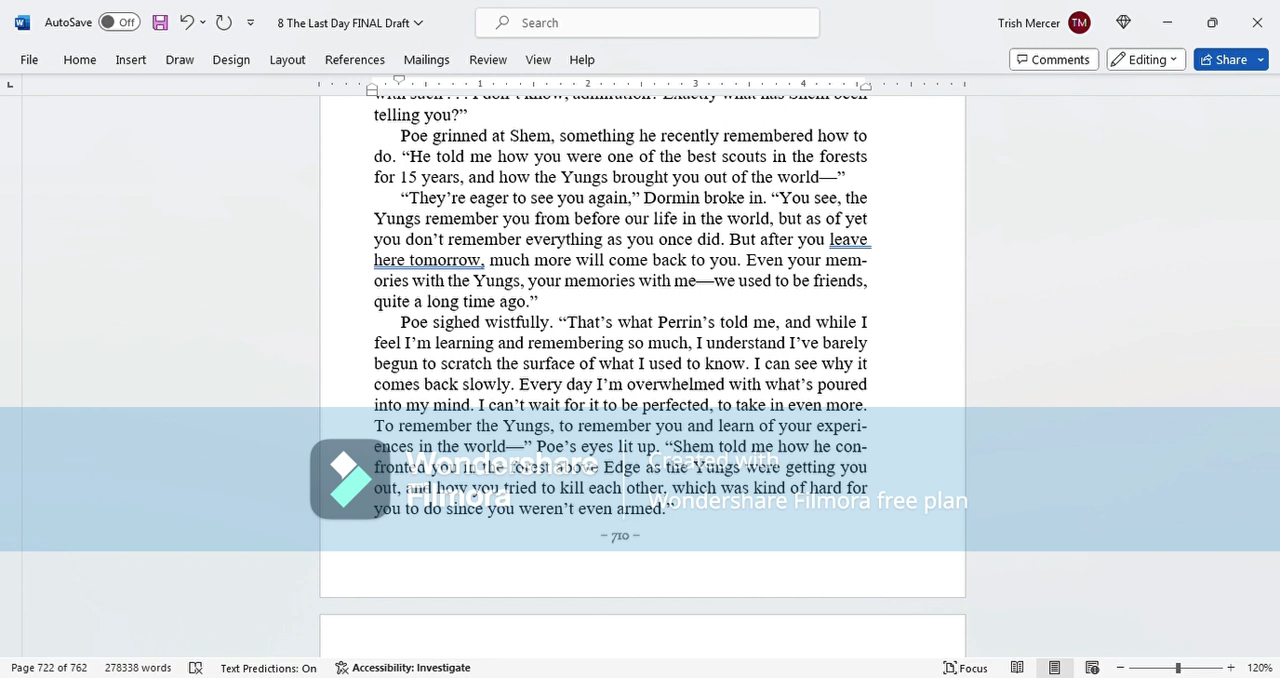 AutoSave Off 8 The Last Day FINAL Draft Search Trish Mercer TM
File Home Insert Draw Design Layout References Mailings Review View Help Comments Editing Share
1 2 3 4
with such . . . I don’t know, admiration? Exactly what has Shem been
telling you?”
Poe grinned at Shem, something he recently remembered how to
do. “He told me how you were one of the best scouts in the forests
for 15 years, and how the Yungs brought you out of the world—”
“They’re eager to see you again,” Dormin broke in. “You see, the
Yungs remember you from before our life in the world, but as of yet
you don’t remember everything as you once did. But after you leave
here tomorrow, much more will come back to you. Even your mem-
ories with the Yungs, your memories with me—we used to be friends,
quite a long time ago.”
Poe sighed wistfully. “That’s what Perrin’s told me, and while I
feel I’m learning and remembering so much, I understand I’ve barely
begun to scratch the surface of what I used to know. I can see why it
comes back slowly. Every day I’m overwhelmed with what’s poured
into my mind. I can’t wait for it to be perfected, to take in even more.
To remember the Yungs, to remember you and learn of your experi-
ences in the world—” Poe’s eyes lit up. “Shem told me how he con-
fronted you in the forest above Edge as the Yungs were getting you
out, and how you tried to kill each other, which was kind of hard for
you to do since you weren’t even armed.”
Wondershare
Filmora
Created with
Wondershare Filmora free plan
– 710 –
Page 722 of 762 278338 words Text Predictions: On Accessibility: Investigate Focus 120%